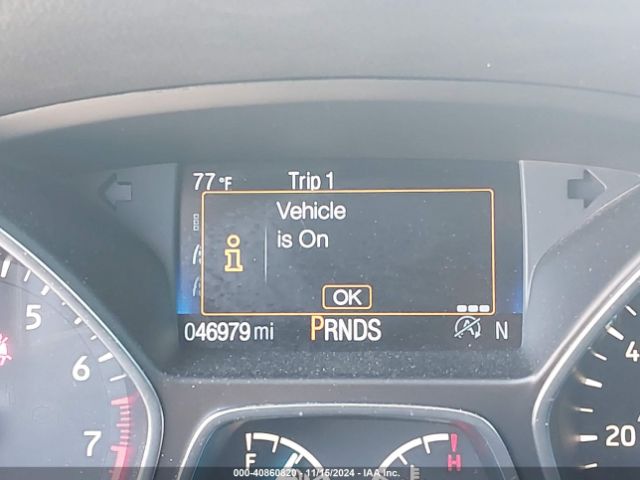 77°F Trip 1
Vehicle
is On
i
OK
046979 mi PRNDS N
5
6
7
40
20
F H
000-40860820 - 11/15/2024 - IAA Inc.